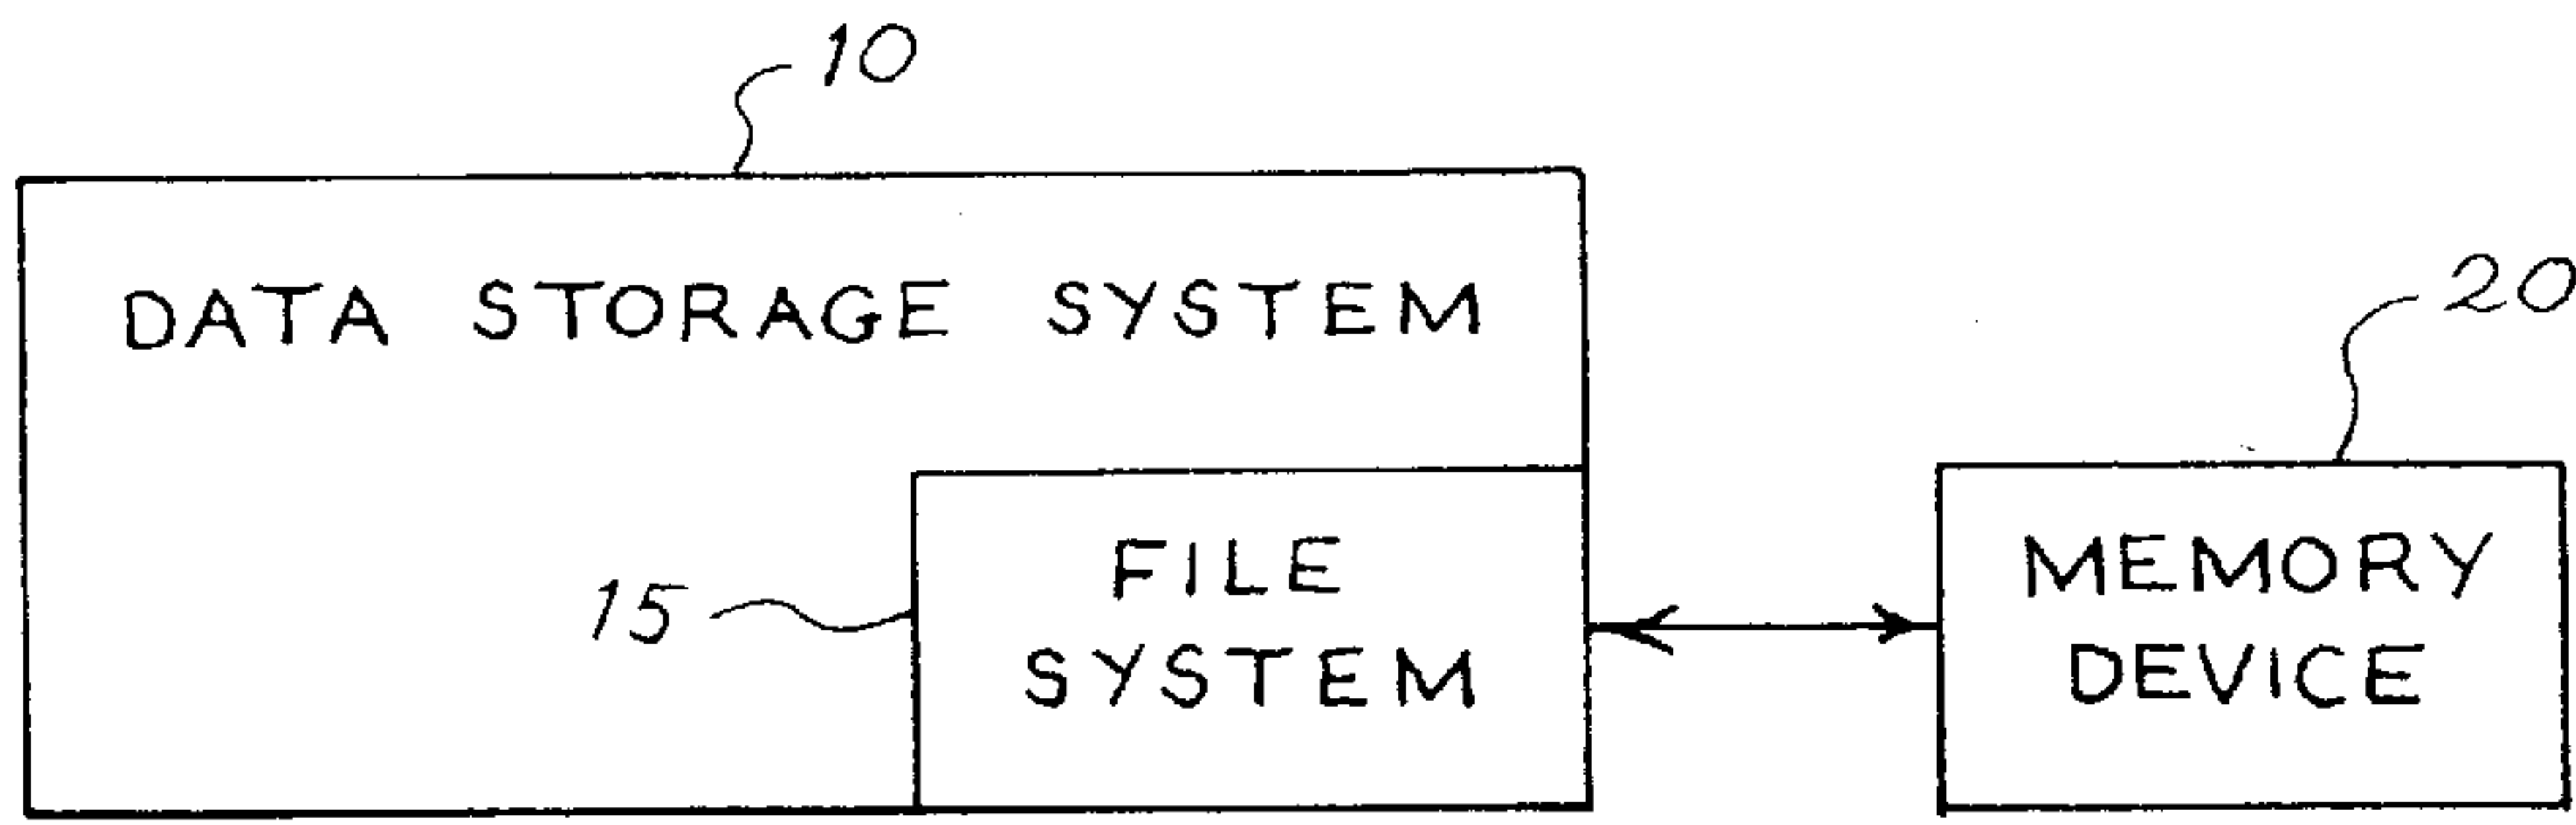 10
DATA STORAGE SYSTEM
20
15
FILE
SYSTEM
MEMORY
DEVICE